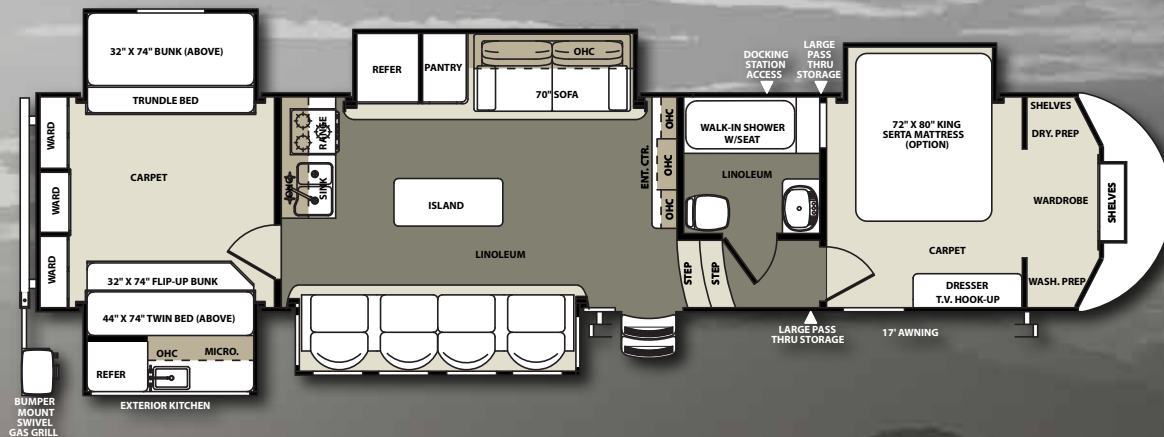 32" X 74" BUNK (ABOVE)
TRUNDLE BED
WARD
WARD
WARD
CARPET
32" X 74" FLIP-UP BUNK
44" X 74" TWIN BED (ABOVE)
REFER
OHC
MICRO.
EXTERIOR KITCHEN
BUMPER
MOUNT
SWIVEL
GAS GRILL
REFER
PANTRY
OHC
70" SOFA
RANGE
OHC
SINK
ISLAND
LINOLEUM
ENT. CTR.
OHC
OHC
OHC
DOCKING
STATION
ACCESS
LARGE
PASS
THRU
STORAGE
WALK-IN SHOWER
W/SEAT
LINOLEUM
STEP
STEP
LARGE PASS
THRU STORAGE
72" X 80" KING
SERTA MATTRESS
(OPTION)
CARPET
DRESSER
T.V. HOOK-UP
17' AWNING
SHELVES
DRY. PREP
WARDROBE
SHELVES
WASH. PREP